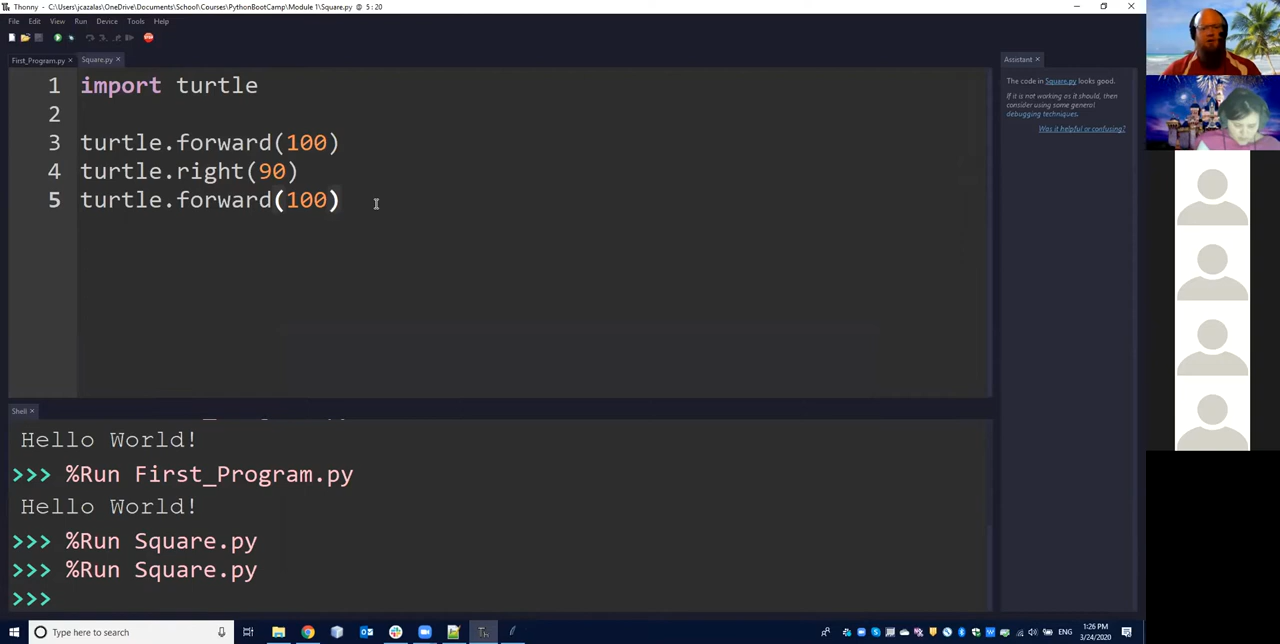 Thonny - C:\Users\jcazalas\OneDrive\Documents\School\Courses\PythonBootCamp\Module 1\Square.py @ 5 : 20
File Edit View Run Device Tools Help
First_Program.py × Square.py ×
1 import turtle
2
3 turtle.forward(100)
4 turtle.right(90)
5 turtle.forward(100)
Assistant ×
The code in Square.py looks good.
If it is not working as it should, then
consider using some general
debugging techniques.
Was it helpful or confusing?
Shell ×
Hello World!
>>> %Run First_Program.py
Hello World!
>>> %Run Square.py
>>> %Run Square.py
>>>
Type here to search
ENG
1:26 PM
3/24/2020